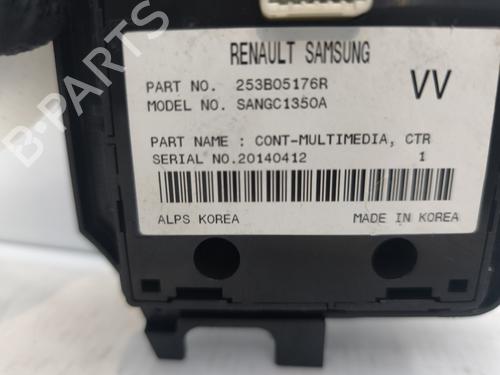 RENAULT SAMSUNG
PART NO. 253B05176R
MODEL NO. SANGC1350A
VV
PART NAME : CONT-MULTIMEDIA, CTR
SERIAL NO.20140412 1
ALPS KOREA MADE IN KOREA